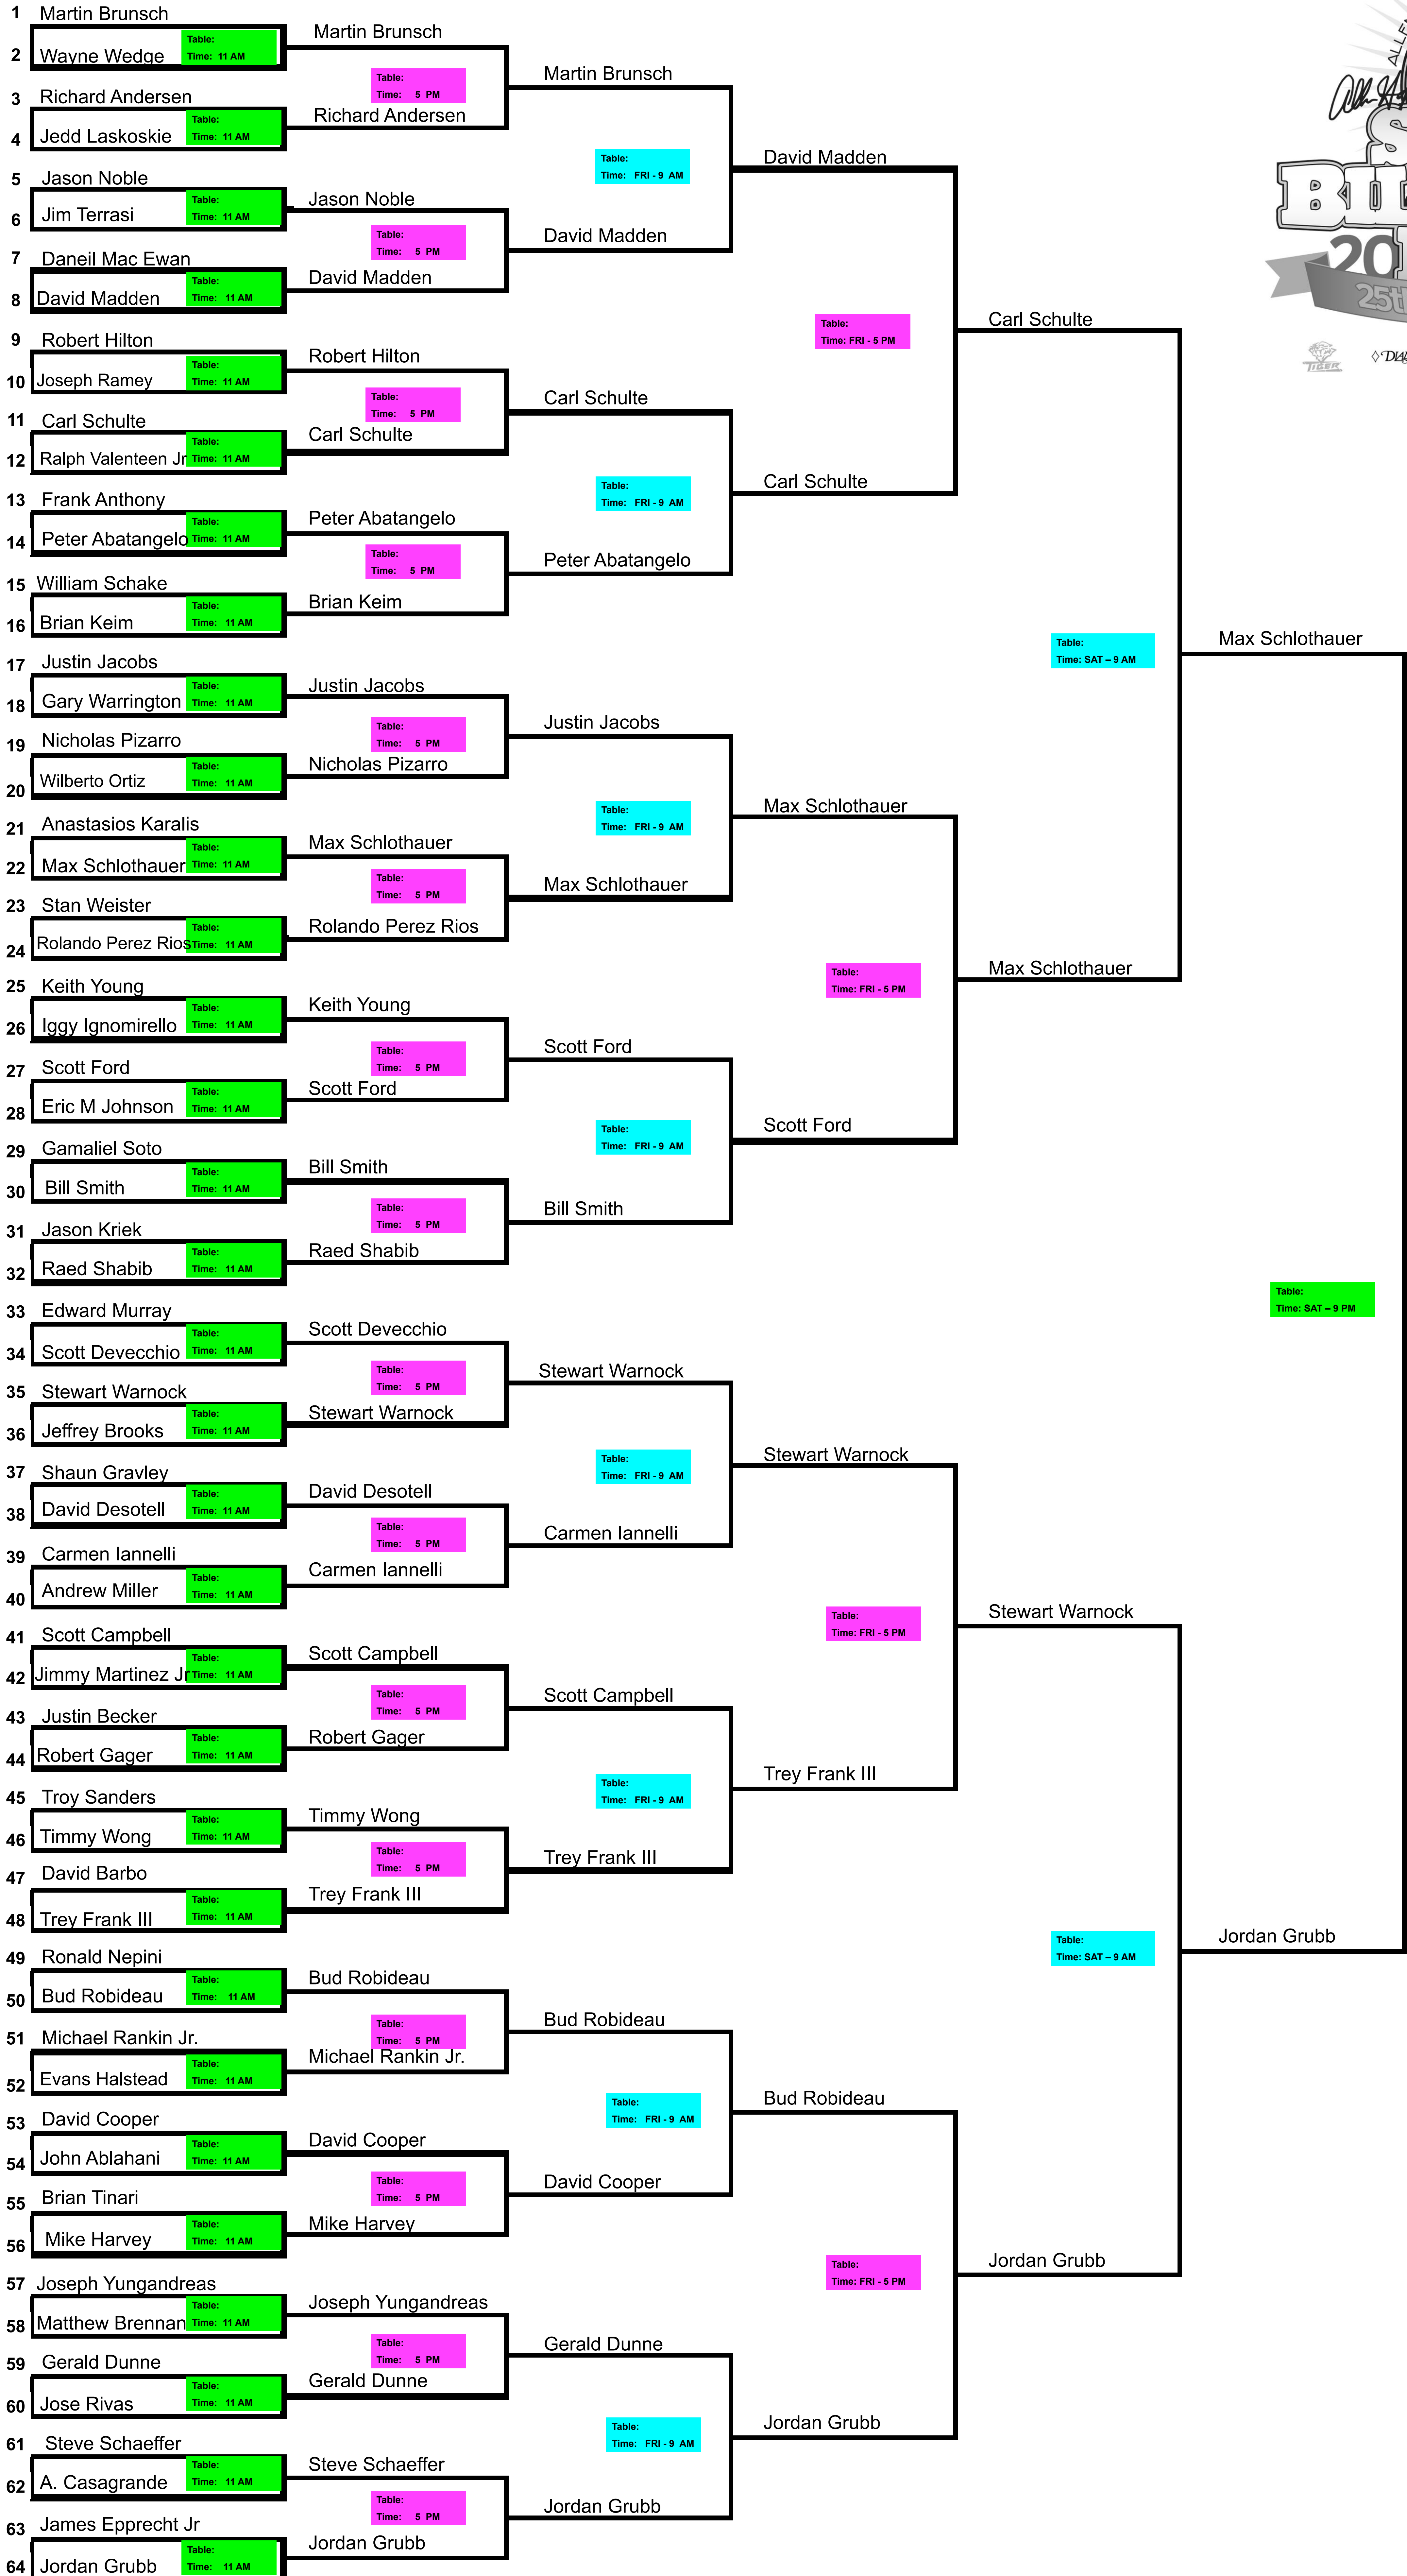 1 Martin Brunsch
2 Wayne Wedge
Table:
Time: 11 AM
3 Richard Andersen
4 Jedd Laskoskie
Table:
Time: 11 AM
5 Jason Noble
6 Jim Terrasi
Table:
Time: 11 AM
7 Daneil Mac Ewan
8 David Madden
Table:
Time: 11 AM
9 Robert Hilton
10 Joseph Ramey
Table:
Time: 11 AM
11 Carl Schulte
12 Ralph Valenteen Jr
Table:
Time: 11 AM
13 Frank Anthony
14 Peter Abatangelo
Table:
Time: 11 AM
15 William Schake
16 Brian Keim
Table:
Time: 11 AM
17 Justin Jacobs
18 Gary Warrington
Table:
Time: 11 AM
19 Nicholas Pizarro
20 Wilberto Ortiz
Table:
Time: 11 AM
21 Anastasios Karalis
22 Max Schlothauer
Table:
Time: 11 AM
23 Stan Weister
24 Rolando Perez Rios
Table:
Time: 11 AM
25 Keith Young
26 Iggy Ignomirello
Table:
Time: 11 AM
27 Scott Ford
28 Eric M Johnson
Table:
Time: 11 AM
29 Gamaliel Soto
30 Bill Smith
Table:
Time: 11 AM
31 Jason Kriek
32 Raed Shabib
Table:
Time: 11 AM
33 Edward Murray
34 Scott Devecchio
Table:
Time: 11 AM
35 Stewart Warnock
36 Jeffrey Brooks
Table:
Time: 11 AM
37 Shaun Gravley
38 David Desotell
Table:
Time: 11 AM
39 Carmen Iannelli
40 Andrew Miller
Table:
Time: 11 AM
41 Scott Campbell
42 Jimmy Martinez Jr
Table:
Time: 11 AM
43 Justin Becker
44 Robert Gager
Table:
Time: 11 AM
45 Troy Sanders
46 Timmy Wong
Table:
Time: 11 AM
47 David Barbo
48 Trey Frank III
Table:
Time: 11 AM
49 Ronald Nepini
50 Bud Robideau
Table:
Time: 11 AM
51 Michael Rankin Jr.
52 Evans Halstead
Table:
Time: 11 AM
53 David Cooper
54 John Ablahani
Table:
Time: 11 AM
55 Brian Tinari
56 Mike Harvey
Table:
Time: 11 AM
57 Joseph Yungandreas
58 Matthew Brennan
Table:
Time: 11 AM
59 Gerald Dunne
60 Jose Rivas
Table:
Time: 11 AM
61 Steve Schaeffer
62 A. Casagrande
Table:
Time: 11 AM
63 James Epprecht Jr
64 Jordan Grubb
Table:
Time: 11 AM
Martin Brunsch
Table:
Time: 5 PM
Richard Andersen
Jason Noble
Table:
Time: 5 PM
David Madden
Robert Hilton
Table:
Time: 5 PM
Carl Schulte
Peter Abatangelo
Table:
Time: 5 PM
Brian Keim
Justin Jacobs
Table:
Time: 5 PM
Nicholas Pizarro
Max Schlothauer
Table:
Time: 5 PM
Rolando Perez Rios
Keith Young
Table:
Time: 5 PM
Scott Ford
Bill Smith
Table:
Time: 5 PM
Raed Shabib
Scott Devecchio
Table:
Time: 5 PM
Stewart Warnock
David Desotell
Table:
Time: 5 PM
Carmen Iannelli
Scott Campbell
Table:
Time: 5 PM
Robert Gager
Timmy Wong
Table:
Time: 5 PM
Trey Frank III
Bud Robideau
Table:
Time: 5 PM
Michael Rankin Jr.
David Cooper
Table:
Time: 5 PM
Mike Harvey
Joseph Yungandreas
Table:
Time: 5 PM
Gerald Dunne
Steve Schaeffer
Table:
Time: 5 PM
Jordan Grubb
Martin Brunsch
Table:
Time: FRI - 9 AM
David Madden
Carl Schulte
Table:
Time: FRI - 9 AM
Peter Abatangelo
Justin Jacobs
Table:
Time: FRI - 9 AM
Max Schlothauer
Scott Ford
Table:
Time: FRI - 9 AM
Bill Smith
Stewart Warnock
Table:
Time: FRI - 9 AM
Carmen Iannelli
Scott Campbell
Table:
Time: FRI - 9 AM
Trey Frank III
Bud Robideau
Table:
Time: FRI - 9 AM
David Cooper
Gerald Dunne
Table:
Time: FRI - 9 AM
Jordan Grubb
David Madden
Table:
Time: FRI - 5 PM
Carl Schulte
Max Schlothauer
Table:
Time: FRI - 5 PM
Scott Ford
Stewart Warnock
Table:
Time: FRI - 5 PM
Trey Frank III
Bud Robideau
Table:
Time: FRI - 5 PM
Jordan Grubb
Carl Schulte
Table:
Time: SAT – 9 AM
Max Schlothauer
Stewart Warnock
Table:
Time: SAT – 9 AM
Jordan Grubb
Max Schlothauer
Table:
Time: SAT – 9 PM
Jordan Grubb
20
25th
TIGER